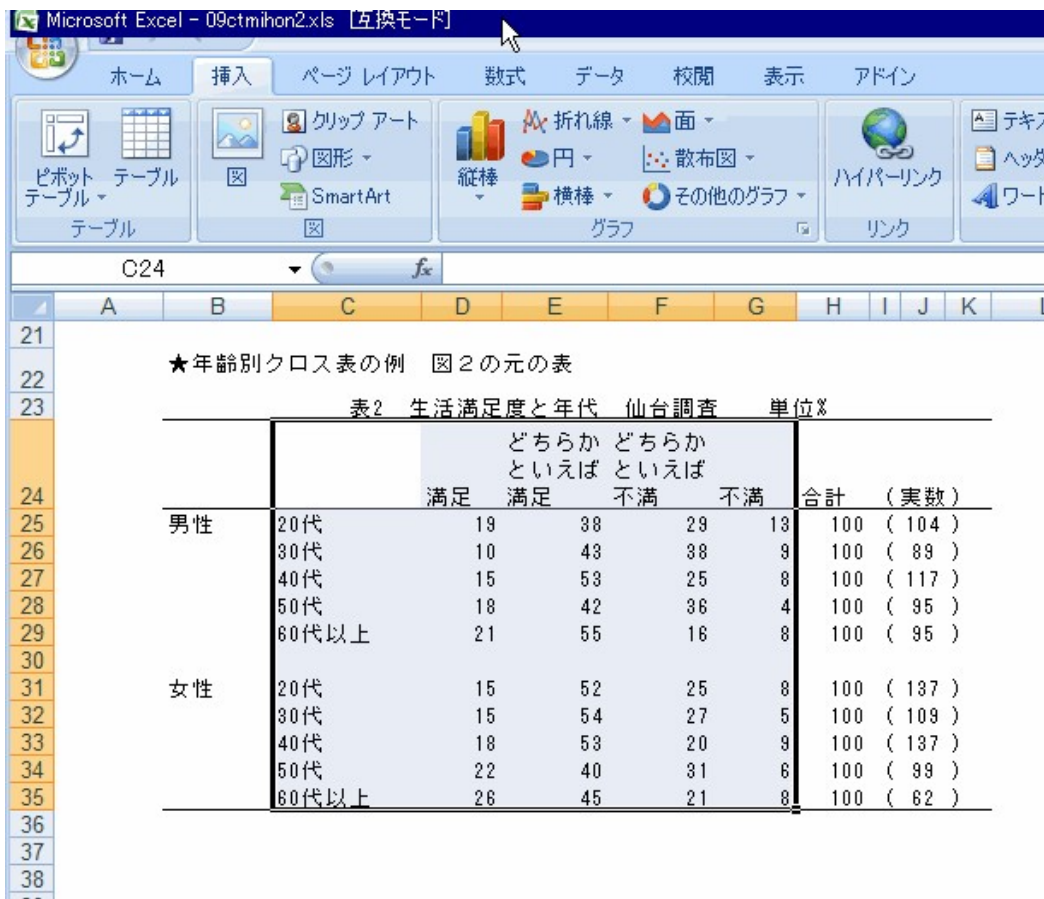 Microsoft Excel - 09ctmihon2.xls [互換モード]
ホーム 挿入 ページ レイアウト 数式 データ 校閲 表示 アドイン
ピボットテーブル テーブル 図 クリップ アート 図形 SmartArt 縦棒 折れ線 円 横棒 面 散布図 その他のグラフ ハイパーリンク
テーブル 図 グラフ リンク
C24 fx
A B C D E F G H I J K
21
22 ★年齢別クロス表の例 図2の元の表
23 表2 生活満足度と年代 仙台調査 単位%
どちらか どちらか
といえば といえば
24 満足 満足 不満 不満 合計 (実数)
25 男性 20代 19 38 29 13 100 ( 104 )
26 30代 10 43 38 9 100 ( 89 )
27 40代 15 53 25 8 100 ( 117 )
28 50代 18 42 36 4 100 ( 95 )
29 60代以上 21 55 16 8 100 ( 95 )
30
31 女性 20代 15 52 25 8 100 ( 137 )
32 30代 15 54 27 5 100 ( 109 )
33 40代 18 53 20 9 100 ( 137 )
34 50代 22 40 31 6 100 ( 99 )
35 60代以上 26 45 21 8 100 ( 62 )
36
37
38